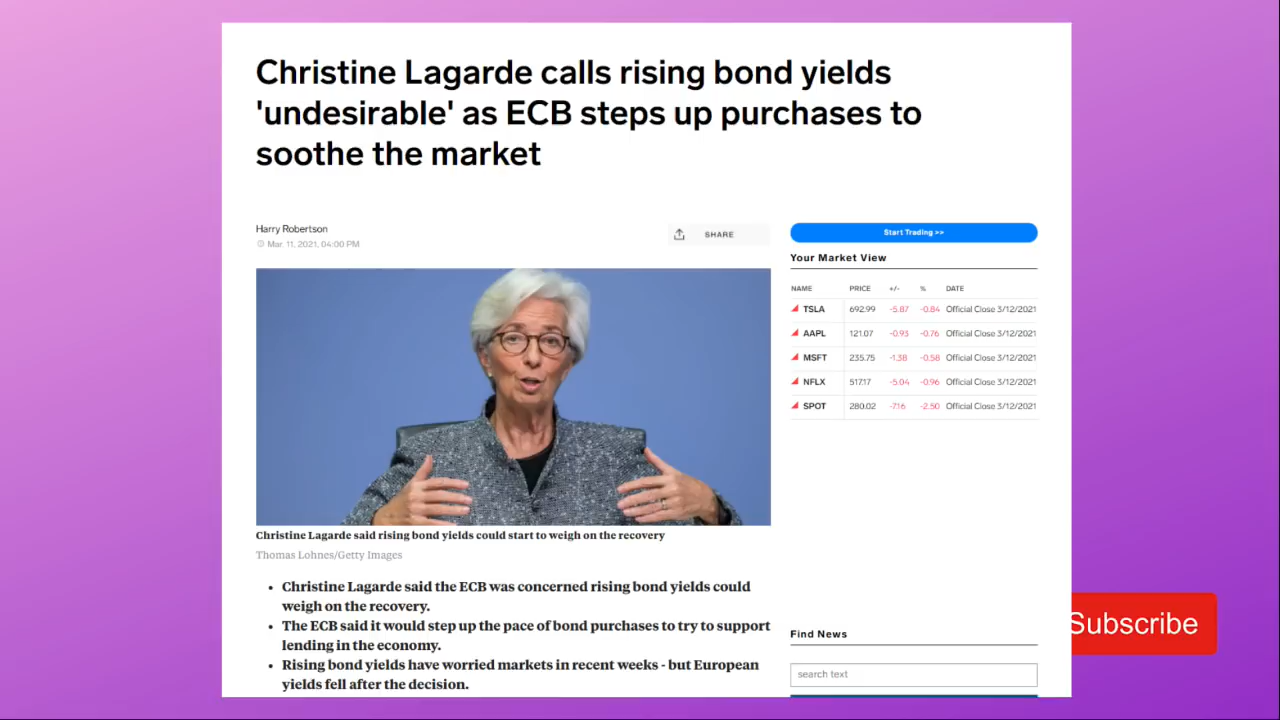 Christine Lagarde calls rising bond yields
'undesirable' as ECB steps up purchases to
soothe the market
Harry Robertson
Mar. 11, 2021, 04:00 PM
SHARE
Christine Lagarde said rising bond yields could start to weigh on the recovery
Thomas Lohnes/Getty Images
• Christine Lagarde said the ECB was concerned rising bond yields could
weigh on the recovery.
• The ECB said it would step up the pace of bond purchases to try to support
lending in the economy.
• Rising bond yields have worried markets in recent weeks - but European
yields fell after the decision.
Start Trading >>
Your Market View
NAME PRICE +/- % DATE
TSLA 692.99 -5.87 -0.84 Official Close 3/12/2021
AAPL 121.07 -0.93 -0.76 Official Close 3/12/2021
MSFT 235.75 -1.38 -0.58 Official Close 3/12/2021
NFLX 517.17 -5.04 -0.96 Official Close 3/12/2021
SPOT 280.02 -7.16 -2.50 Official Close 3/12/2021
Find News
search text
Subscribe